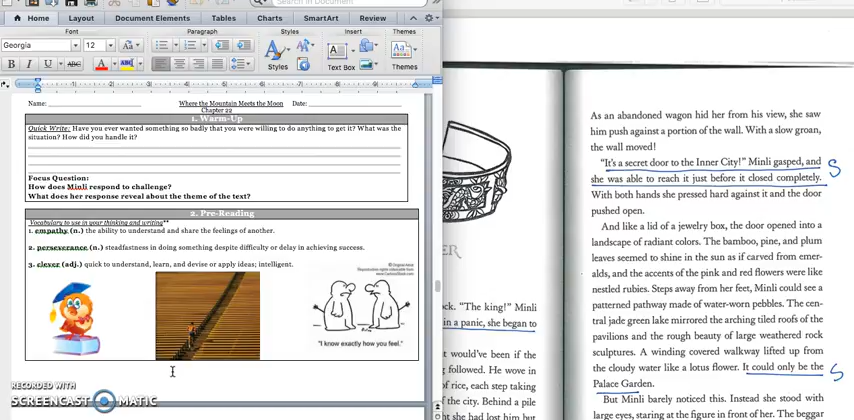 Search in Document
Home Layout Document Elements Tables Charts SmartArt Review
Font Paragraph Styles Insert Themes
Georgia 12 Aa
B I U ABC A ABC Styles Text Box Themes
Name: Where the Mountain Meets the Moon Date:
Chapter 22
1. Warm-Up
Quick Write: Have you ever wanted something so badly that you were willing to do anything to get it? What was the
situation? How did you handle it?
Focus Question:
How does Minli respond to challenge?
What does her response reveal about the theme of the text?
2. Pre-Reading
Vocabulary to use in your thinking and writing**
1. empathy (n.) the ability to understand and share the feelings of another.
2. perseverance (n.) steadfastness in doing something despite difficulty or delay in achieving success.
3. clever (adj.) quick to understand, learn, and devise or apply ideas; intelligent.
"I know exactly how you feel."
RECORDED WITH
SCREENCAST MATIC
ER
ck. "The king!" Minli
in a panic, she began to
t would've been if the
followed. He wove in
of rice, each step taking
. Behind a pile
ght she had lost him but
As an abandoned wagon hid her from his view, she saw
him push against a portion of the wall. With a slow groan,
the wall moved!
"It's a secret door to the Inner City!" Minli gasped, and S
she was able to reach it just before it closed completely.
With both hands she pressed hard against it and the door
pushed open.
And like a lid of a jewelry box, the door opened into a
landscape of radiant colors. The bamboo, pine, and plum
leaves seemed to shine in the sun as if carved from emer-
alds, and the accents of the pink and red flowers were like
nestled rubies. Steps away from her feet, Minli could see a
patterned pathway made of water-worn pebbles. The cen-
tral jade green lake mirrored the arching tiled roofs of the
pavilions and the rough beauty of large weathered rock
sculptures. A winding covered walkway lifted up from
the cloudy water like a lotus flower. It could only be the S
Palace Garden.
But Minli barely noticed this. Instead she stood with
large eyes, staring at the figure in front of her. The beggar